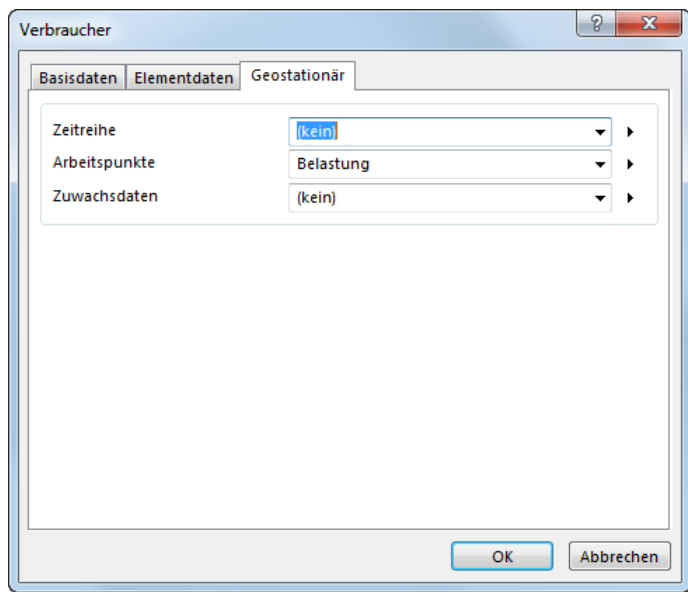 Verbraucher
Basisdaten Elementdaten Geostationär
Zeitreihe (kein)
Arbeitspunkte Belastung
Zuwachsdaten (kein)
OK Abbrechen